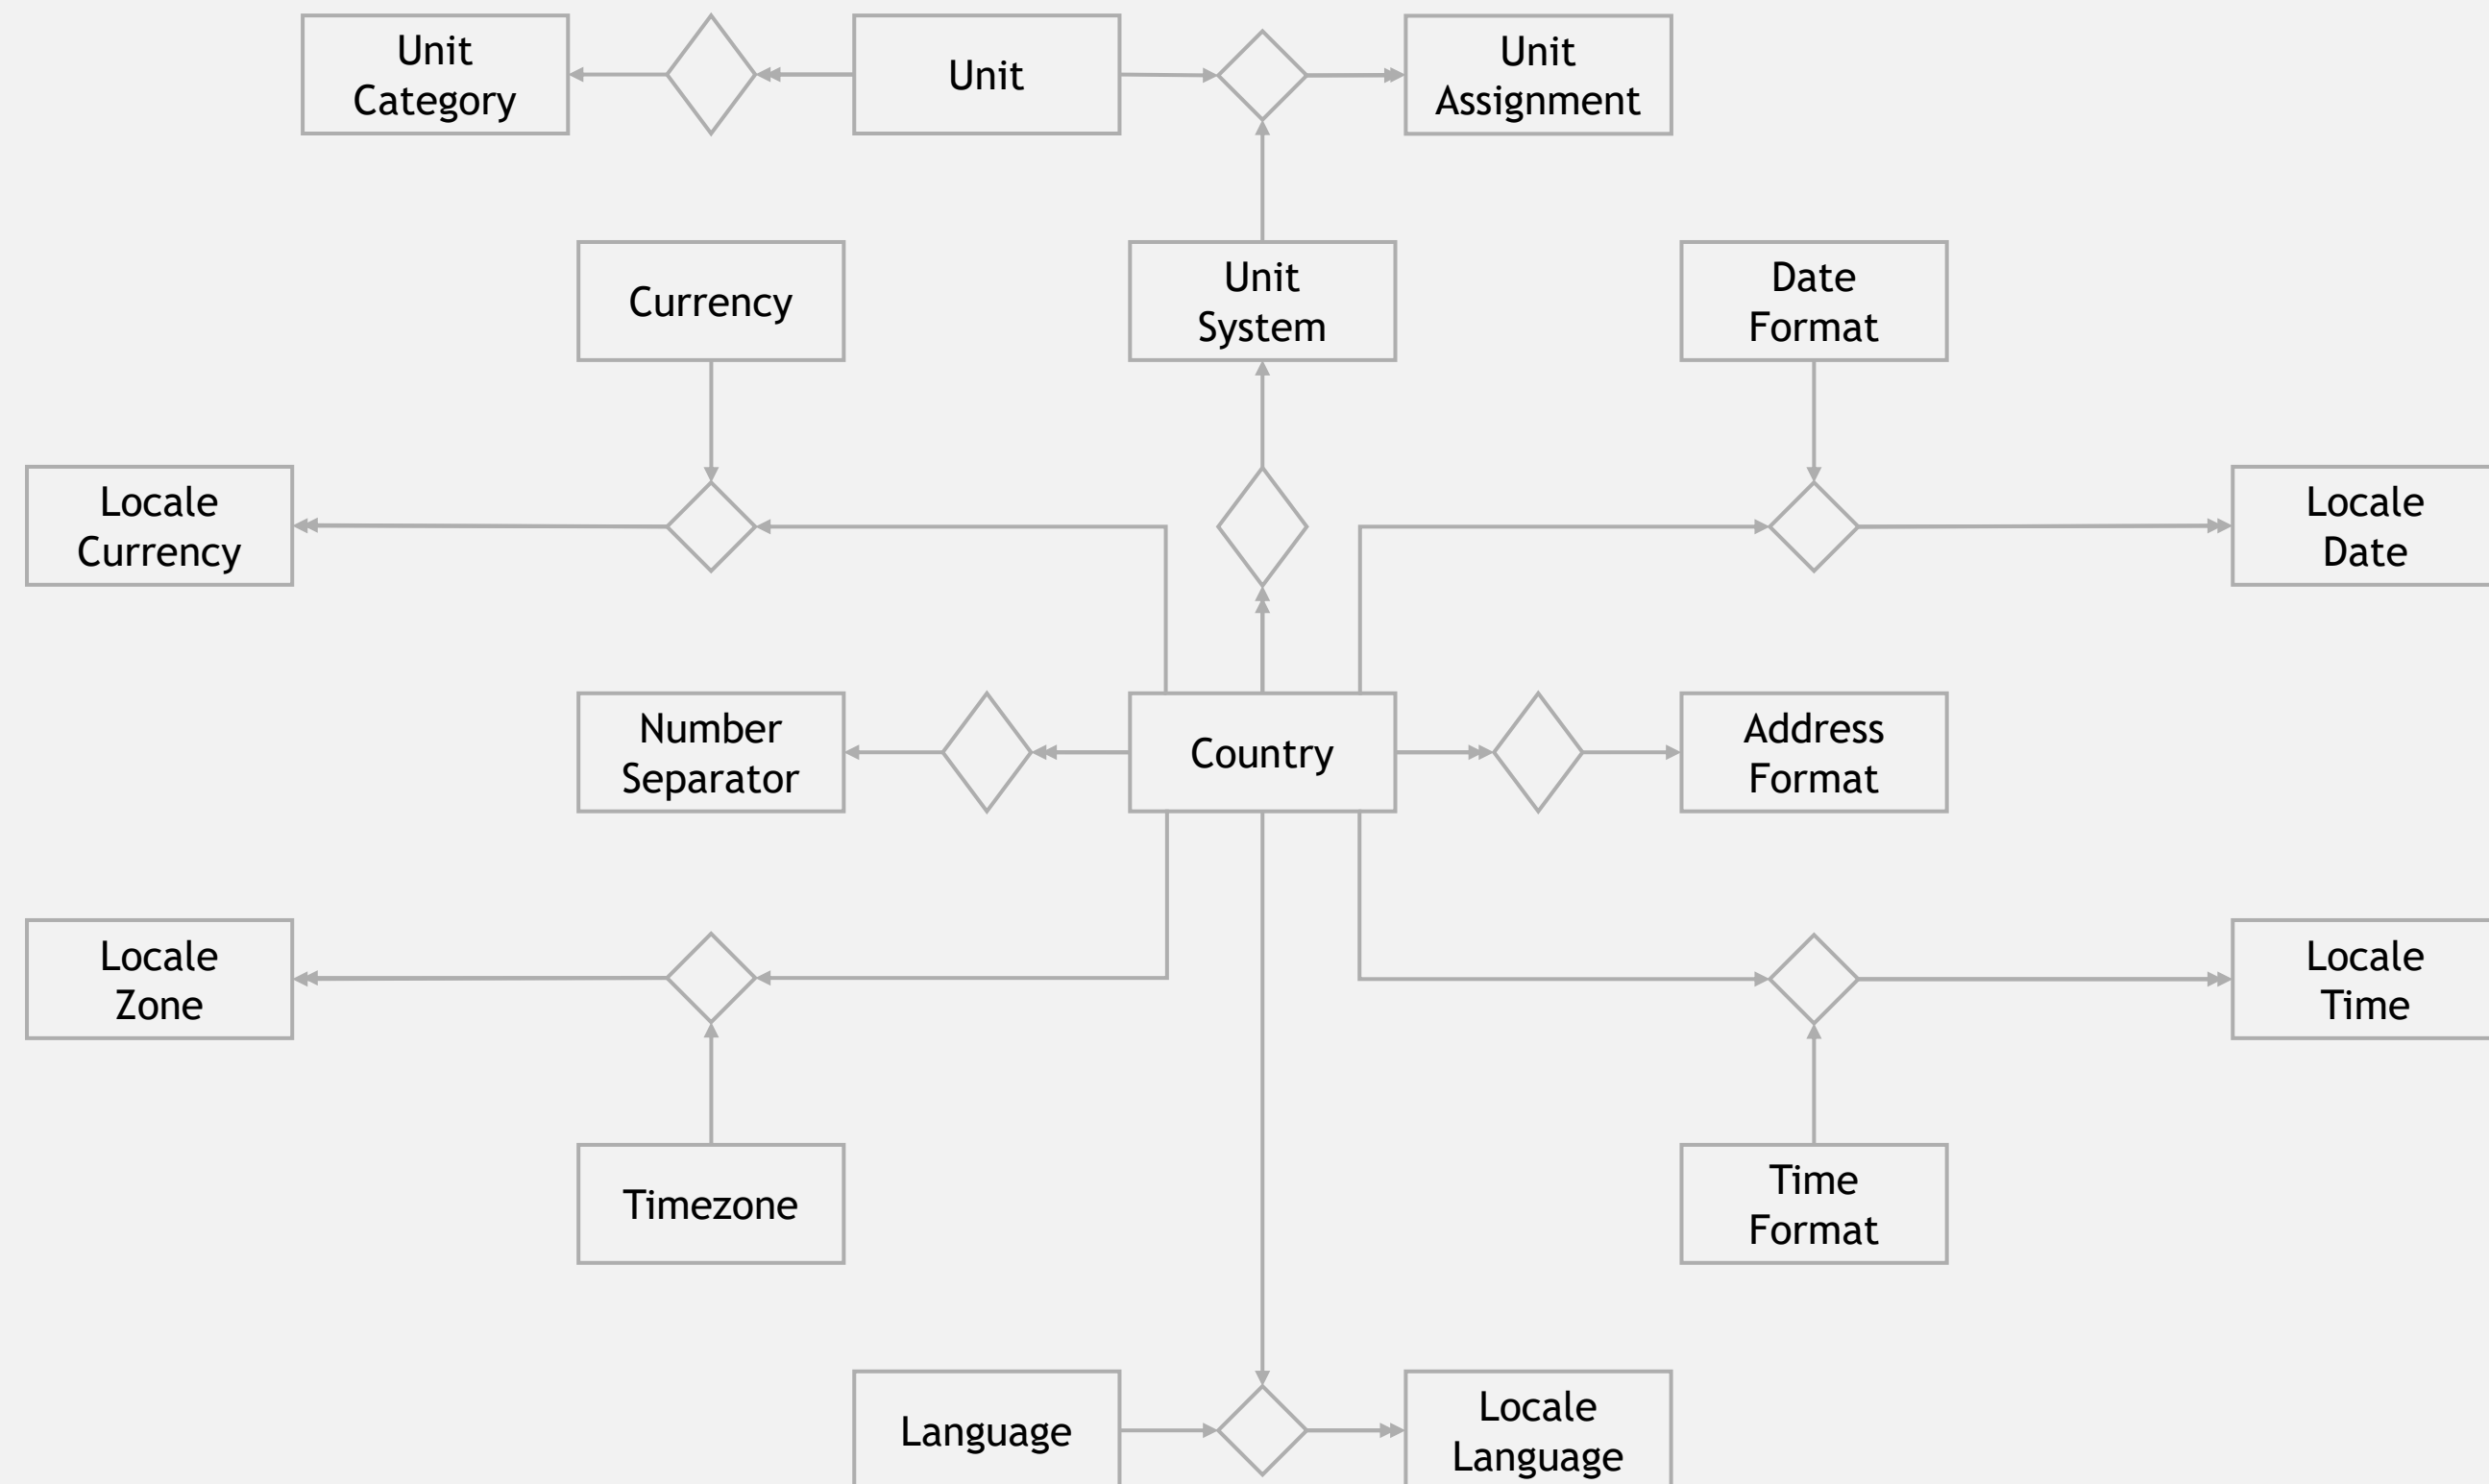 Unit
Category
Unit
Unit
Assignment
Currency
Unit
System
Date
Format
Locale
Currency
Locale
Date
Number
Separator
Country
Address
Format
Locale
Zone
Locale
Time
Timezone
Time
Format
Language
Locale
Language